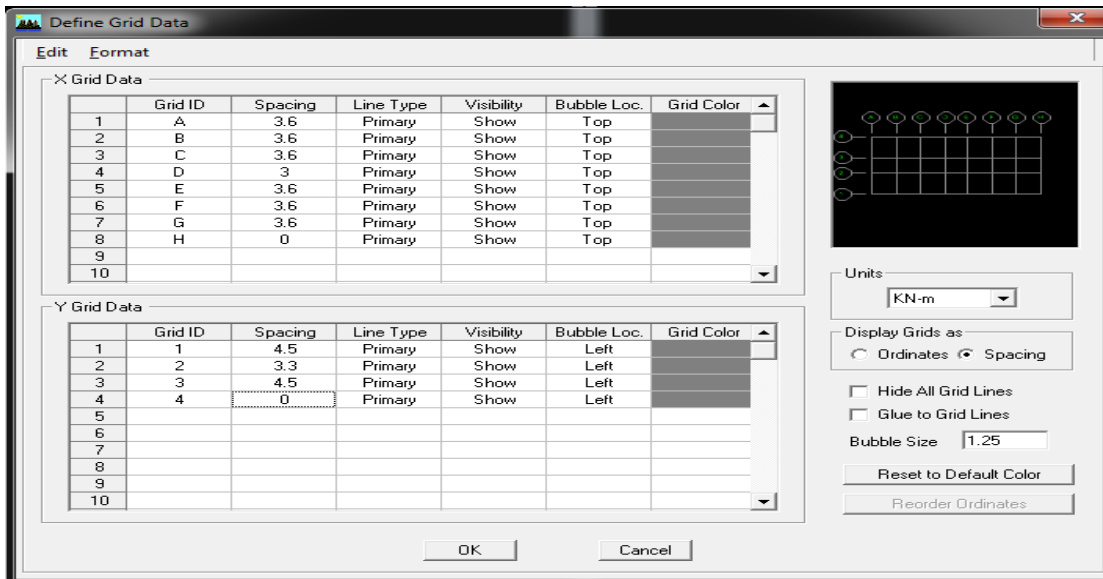 Define Grid Data
Edit Format
X Grid Data
Grid ID Spacing Line Type Visibility Bubble Loc. Grid Color
1 A 3.6 Primary Show Top
2 B 3.6 Primary Show Top
3 C 3.6 Primary Show Top
4 D 3 Primary Show Top
5 E 3.6 Primary Show Top
6 F 3.6 Primary Show Top
7 G 3.6 Primary Show Top
8 H 0 Primary Show Top
9
10
Y Grid Data
Grid ID Spacing Line Type Visibility Bubble Loc. Grid Color
1 1 4.5 Primary Show Left
2 2 3.3 Primary Show Left
3 3 4.5 Primary Show Left
4 4 0 Primary Show Left
5
6
7
8
9
10
Units
KN-m
Display Grids as
Ordinates Spacing
Hide All Grid Lines
Glue to Grid Lines
Bubble Size 1.25
Reset to Default Color
Reorder Ordinates
OK Cancel